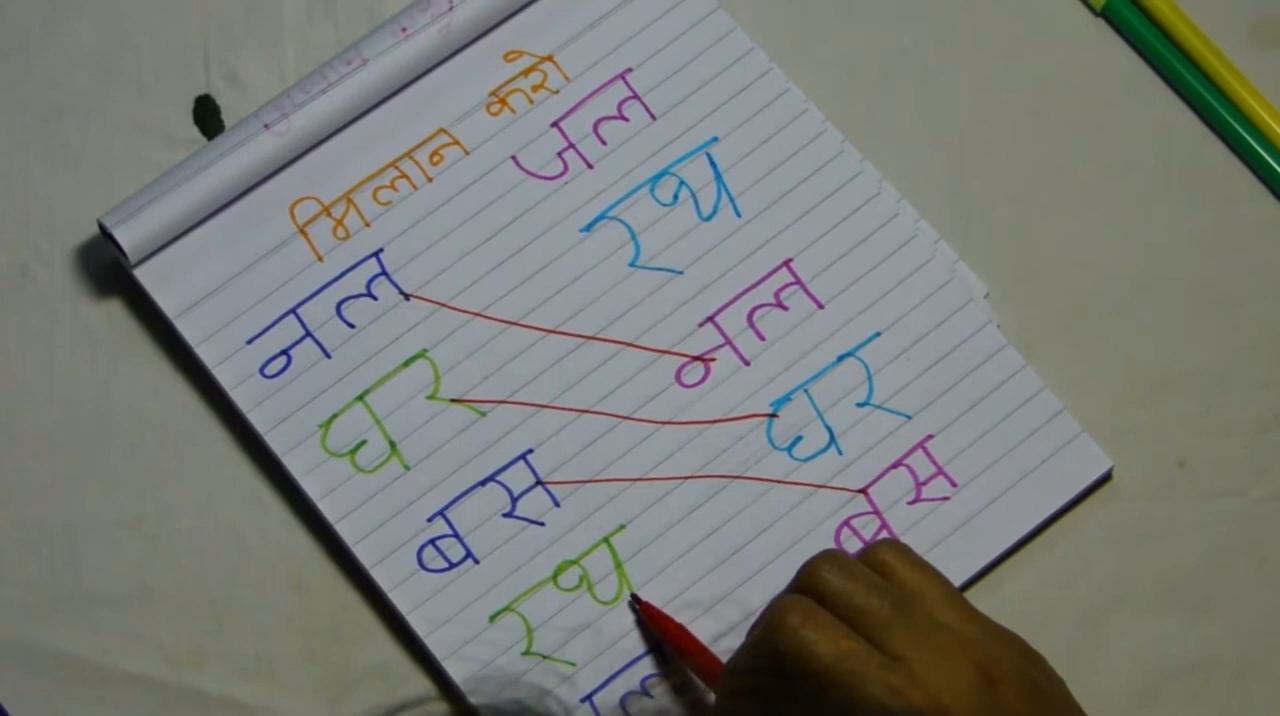 मिलान करो
नल जल
घर रथ
बस नल
रथ घर
बस